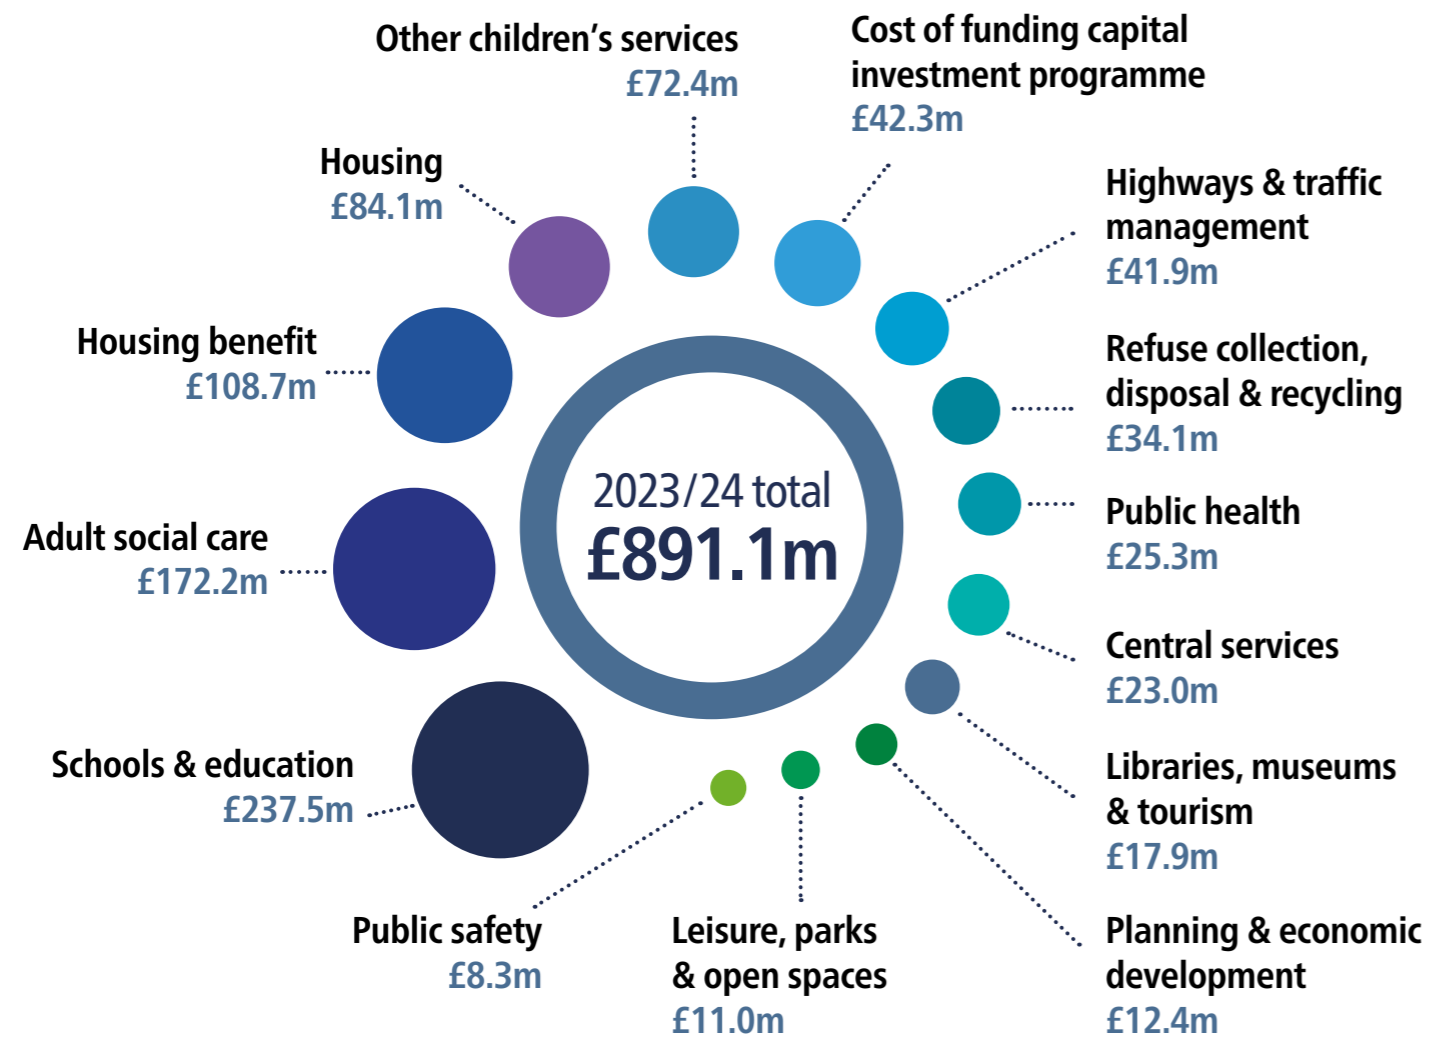 Other children’s services
£72.4m
Cost of funding capital
investment programme
£42.3m
Housing
£84.1m
Highways & traffic
management
£41.9m
Housing benefit
£108.7m
Refuse collection,
disposal & recycling
£34.1m
2023/24 total
£891.1m
Public health
£25.3m
Adult social care
£172.2m
Central services
£23.0m
Schools & education
£237.5m
Libraries, museums
& tourism
£17.9m
Public safety
£8.3m
Leisure, parks
& open spaces
£11.0m
Planning & economic
development
£12.4m